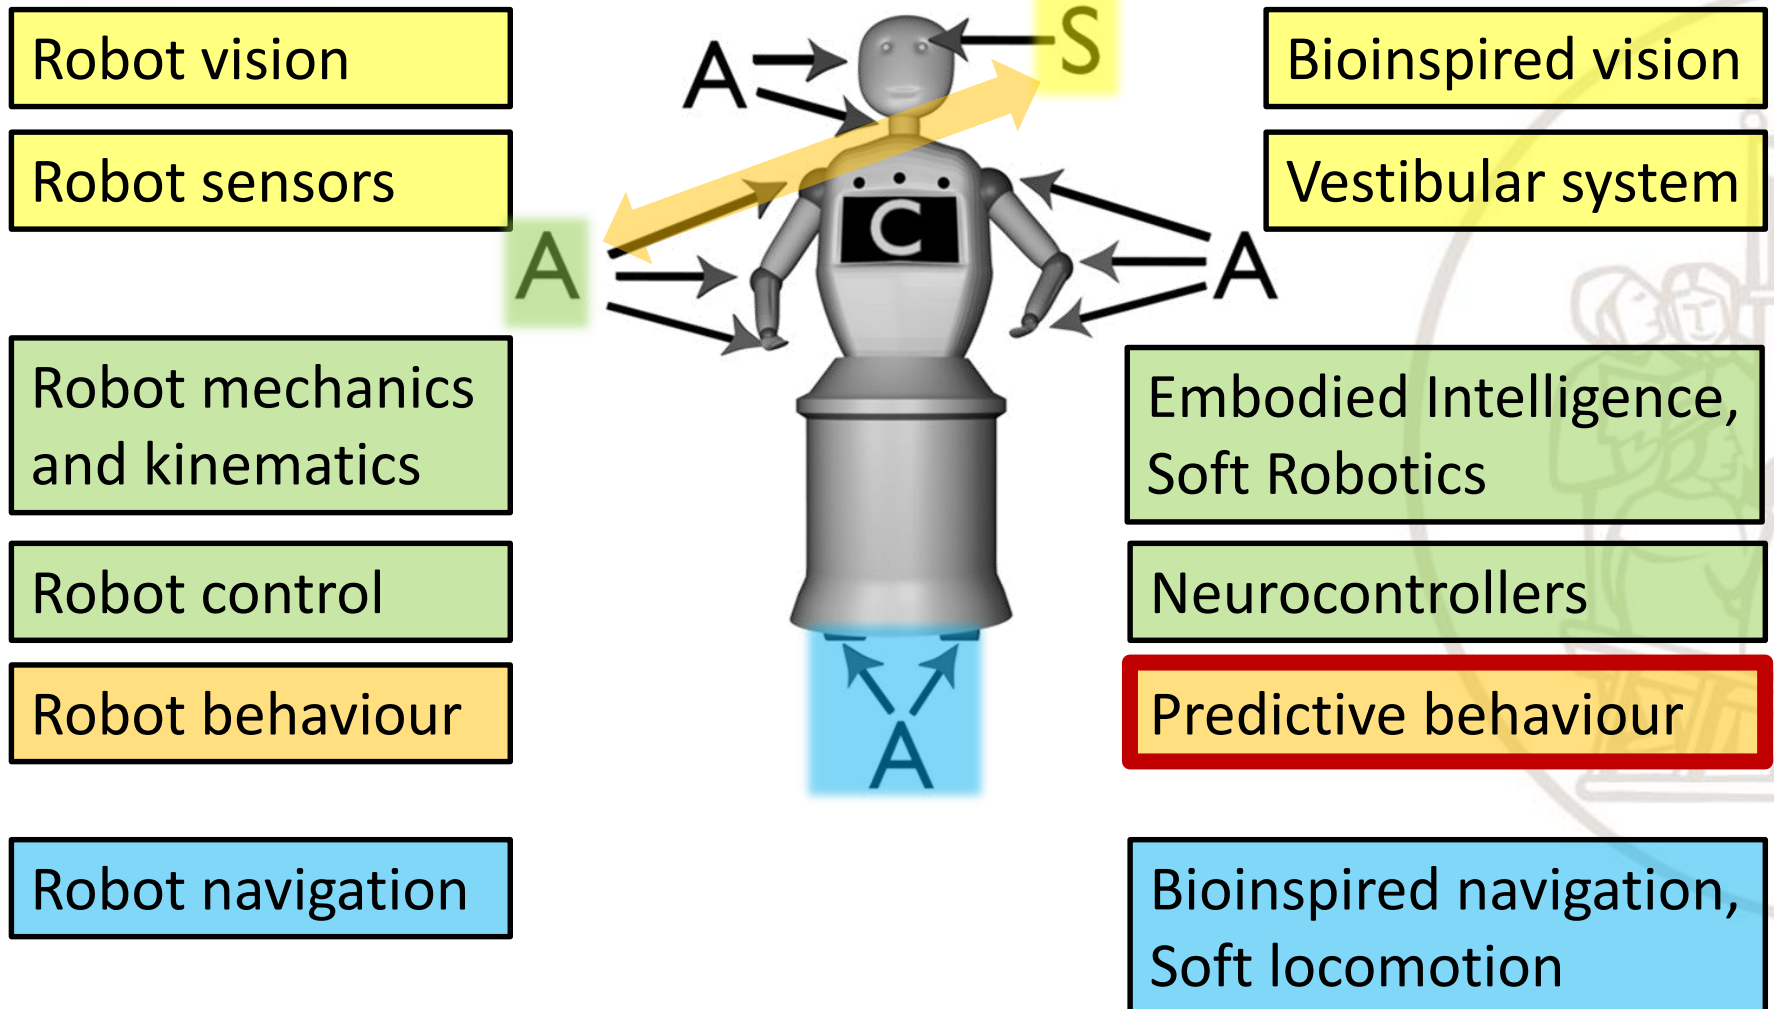 Robot vision
Robot sensors
Robot mechanics
and kinematics
Robot control
Robot behaviour
Robot navigation
A
S
A
C
A
A
Bioinspired vision
Vestibular system
Embodied Intelligence,
Soft Robotics
Neurocontrollers
Predictive behaviour
Bioinspired navigation,
Soft locomotion